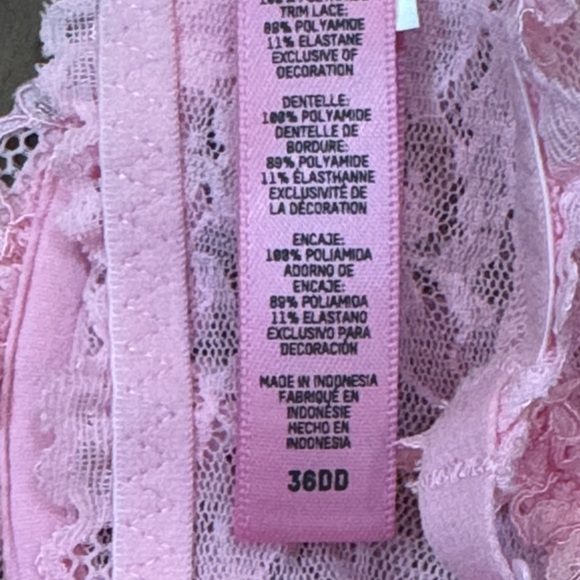 TRIM LACE:
89% POLYAMIDE
11% ELASTANE
EXCLUSIVE OF
DECORATION
DENTELLE:
100% POLYAMIDE
DENTELLE DE
BORDURE:
89% POLYAMIDE
11% ÉLASTHANNE
EXCLUSIVITÉ DE
LA DÉCORATION
ENCAJE:
100% POLIAMIDA
ADORNO DE
ENCAJE:
89% POLIAMIDA
11% ELASTANO
EXCLUSIVO PARA
DECORACIÓN
MADE IN INDONESIA
FABRIQUÉ EN
INDONÉSIE
HECHO EN
INDONESIA
36DD